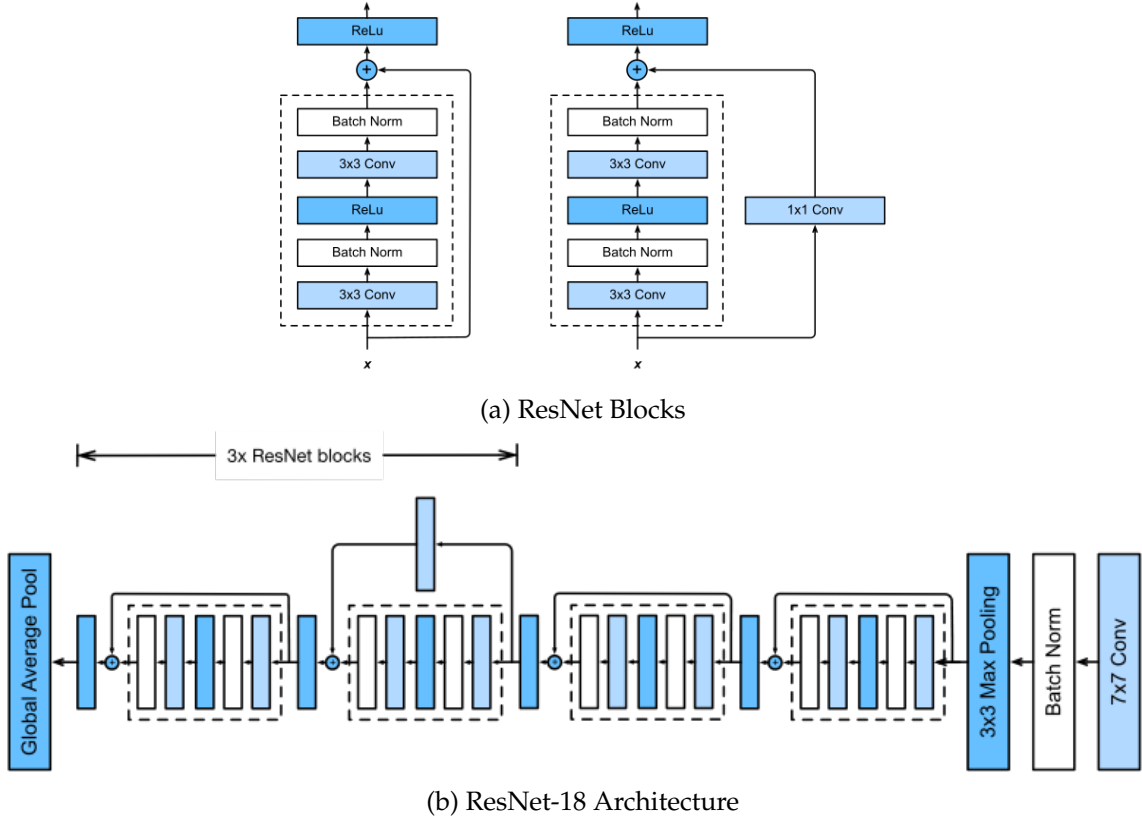 ReLu
+
Batch Norm
3x3 Conv
ReLu
Batch Norm
3x3 Conv
x
ReLu
+
Batch Norm
3x3 Conv
ReLu
1x1 Conv
Batch Norm
3x3 Conv
x
(a) ResNet Blocks
3x ResNet blocks
Global Average Pool
+
+
+
+
3x3 Max Pooling
Batch Norm
7x7 Conv
(b) ResNet-18 Architecture